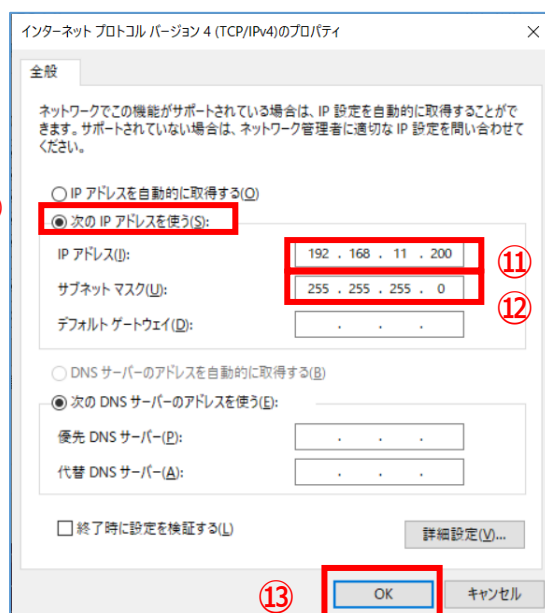 インターネット プロトコル バージョン 4 (TCP/IPv4)のプロパティ
全般
ネットワークでこの機能がサポートされている場合は、IP 設定を自動的に取得することがで
きます。サポートされていない場合は、ネットワーク管理者に適切な IP 設定を問い合わせて
ください。
IP アドレスを自動的に取得する(O)
次の IP アドレスを使う(S):
IP アドレス(I): 192 . 168 . 11 . 200 ⑪
サブネット マスク(U): 255 . 255 . 255 . 0 ⑫
デフォルト ゲートウェイ(D): . . .
DNS サーバーのアドレスを自動的に取得する(B)
次の DNS サーバーのアドレスを使う(E):
優先 DNS サーバー(P): . . .
代替 DNS サーバー(A): . . .
終了時に設定を検証する(L)
詳細設定(V)...
⑬ OK キャンセル